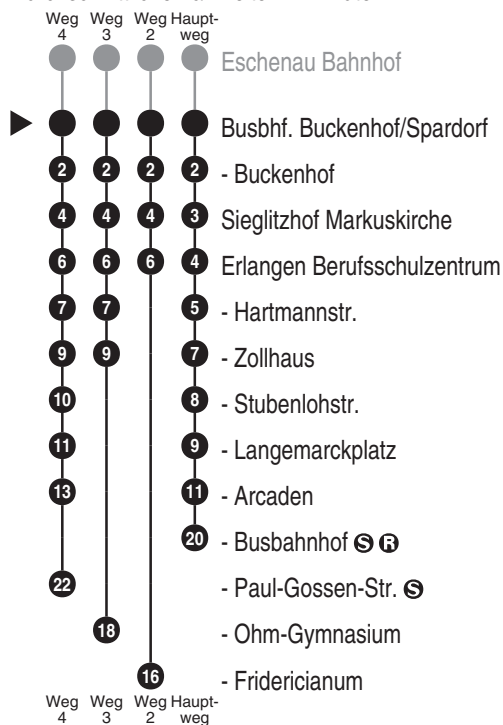 Weg Weg Weg Haupt-
4 3 2 weg
Eschenau Bahnhof
Busbhf. Buckenhof/Spardorf
2 2 2 2 - Buckenhof
4 4 4 3 Sieglitzhof Markuskirche
6 6 6 4 Erlangen Berufsschulzentrum
7 7 5 - Hartmannstr.
9 9 7 - Zollhaus
10 8 - Stubenlohstr.
11 9 - Langemarckplatz
13 11 - Arcaden
20 - Busbahnhof S R
22 - Paul-Gossen-Str. S
18 - Ohm-Gymnasium
16 - Fridericianum
Weg Weg Weg Haupt-
4 3 2 weg